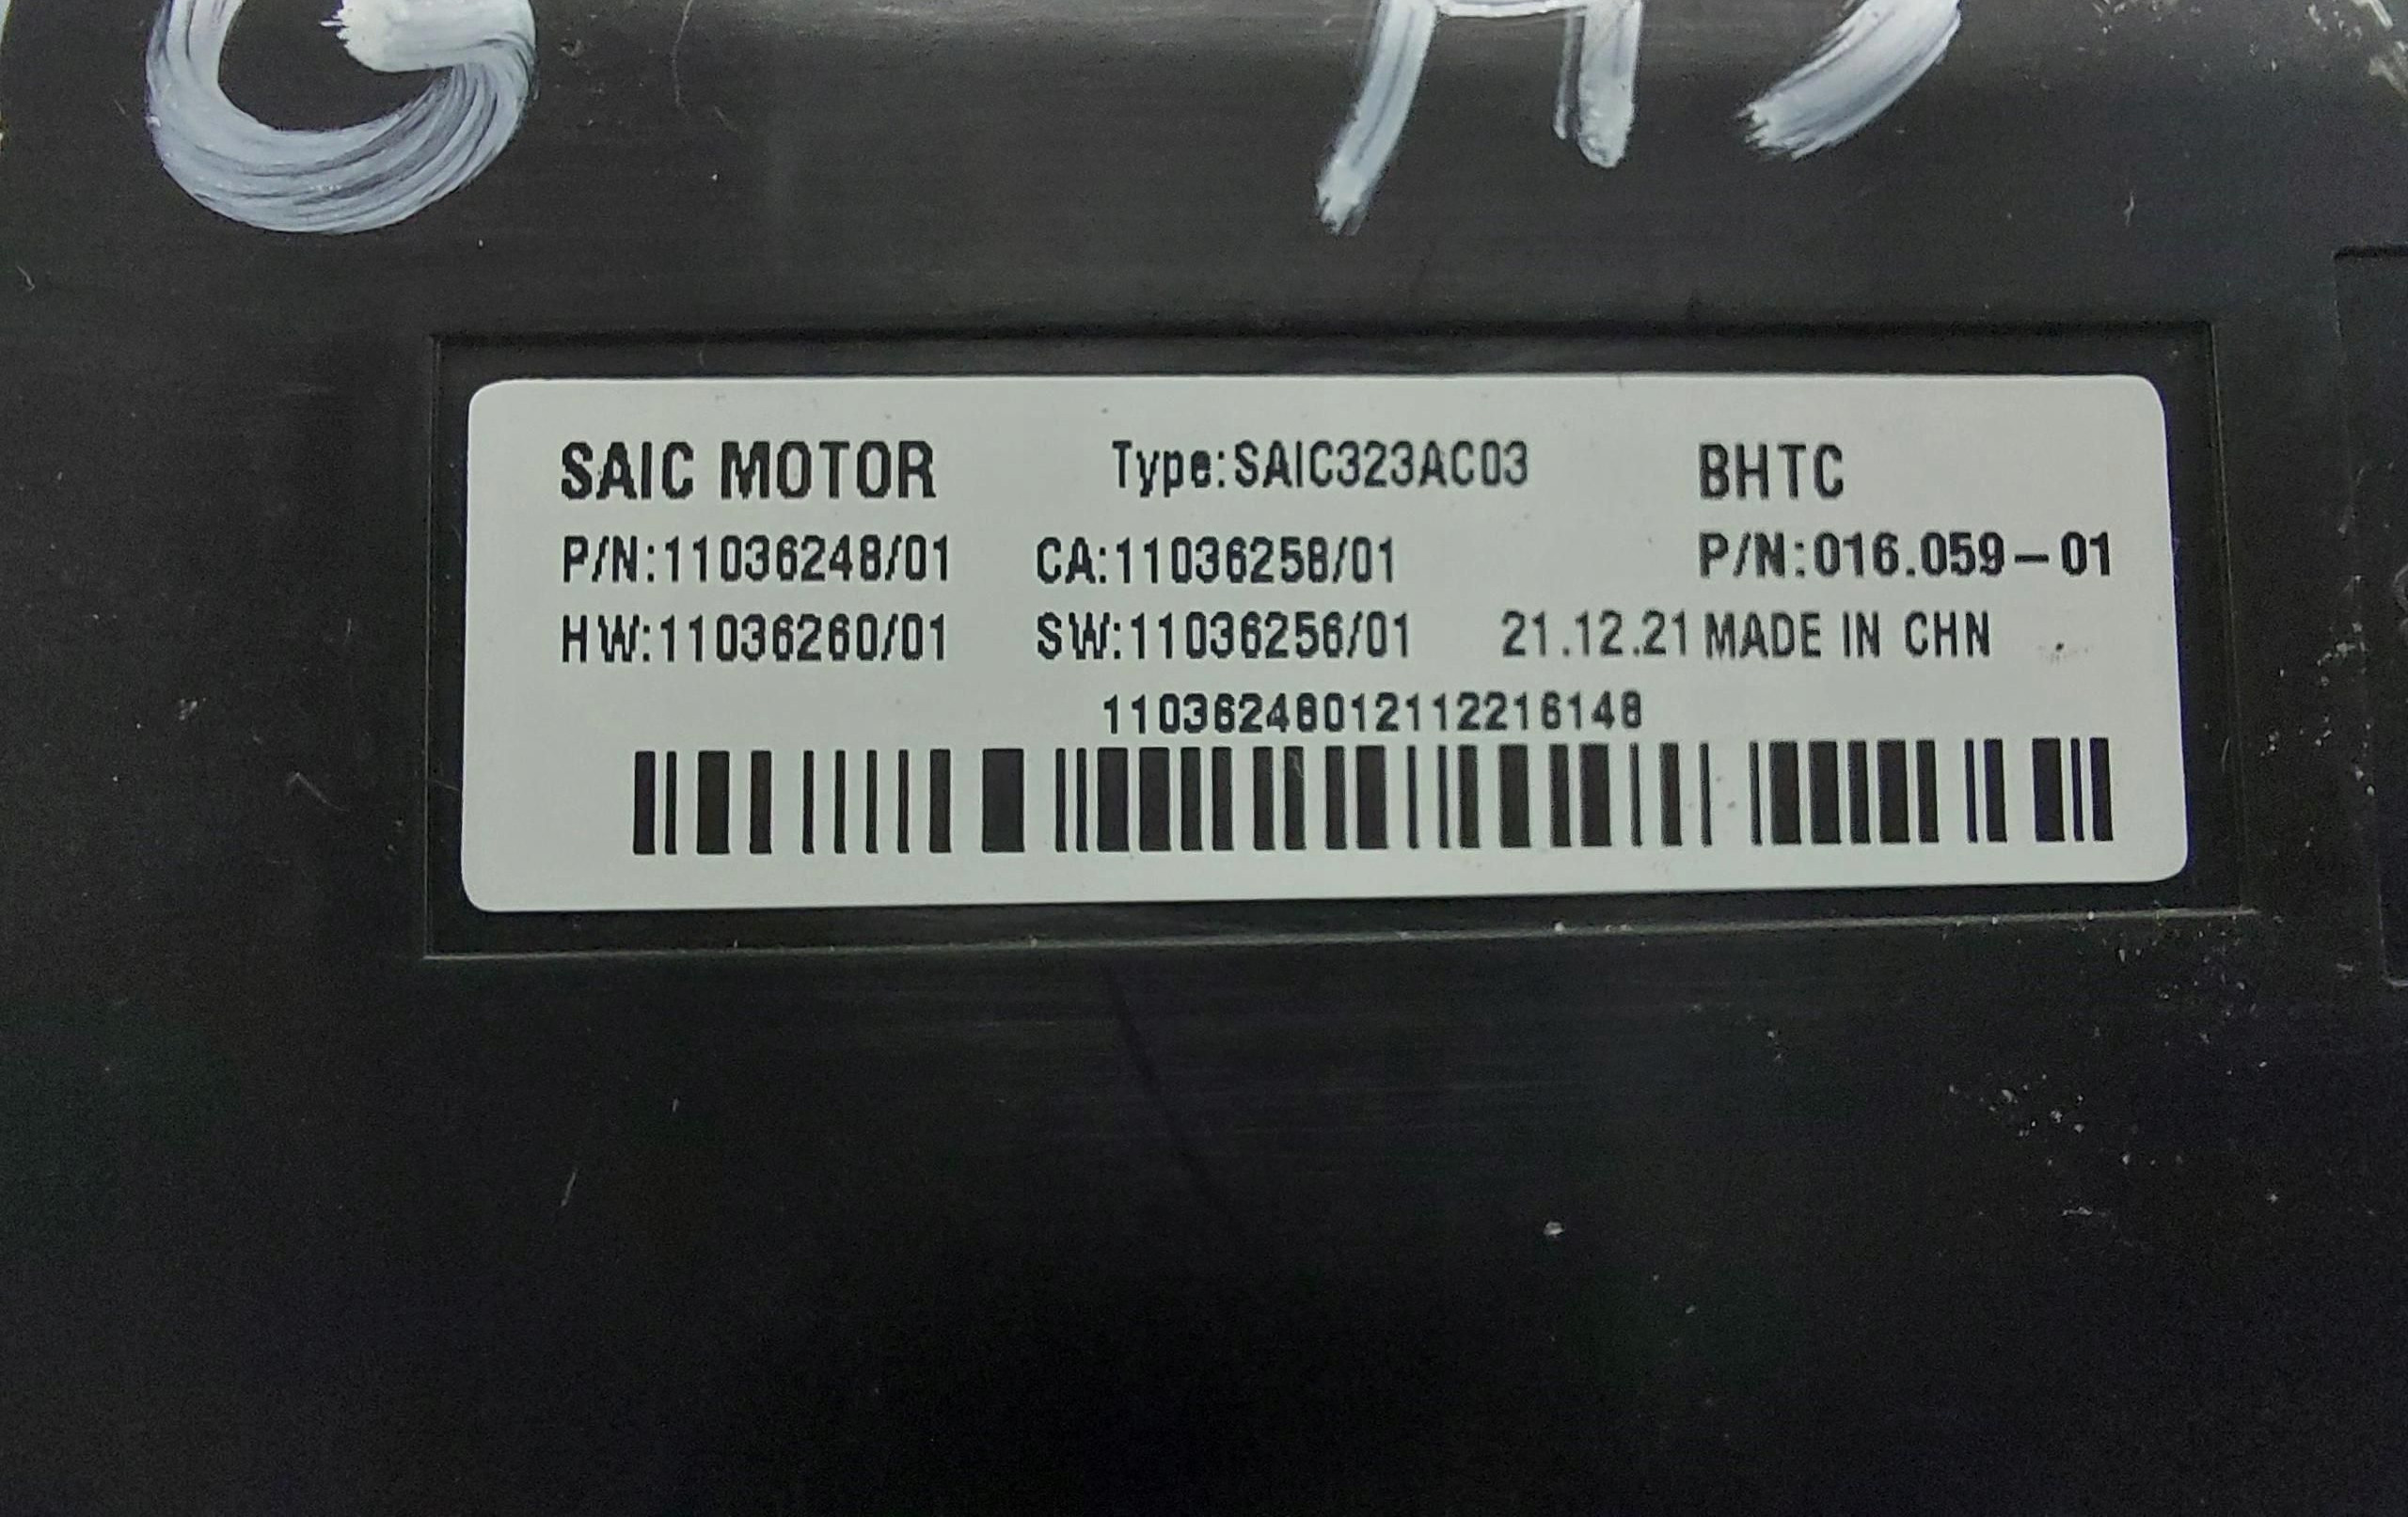 SAIC MOTOR Type:SAIC323AC03 BHTC
P/N:11036248/01 CA:11036258/01 P/N:016.059-01
HW:11036260/01 SW:11036256/01 21.12.21 MADE IN CHN
11036248012112216148